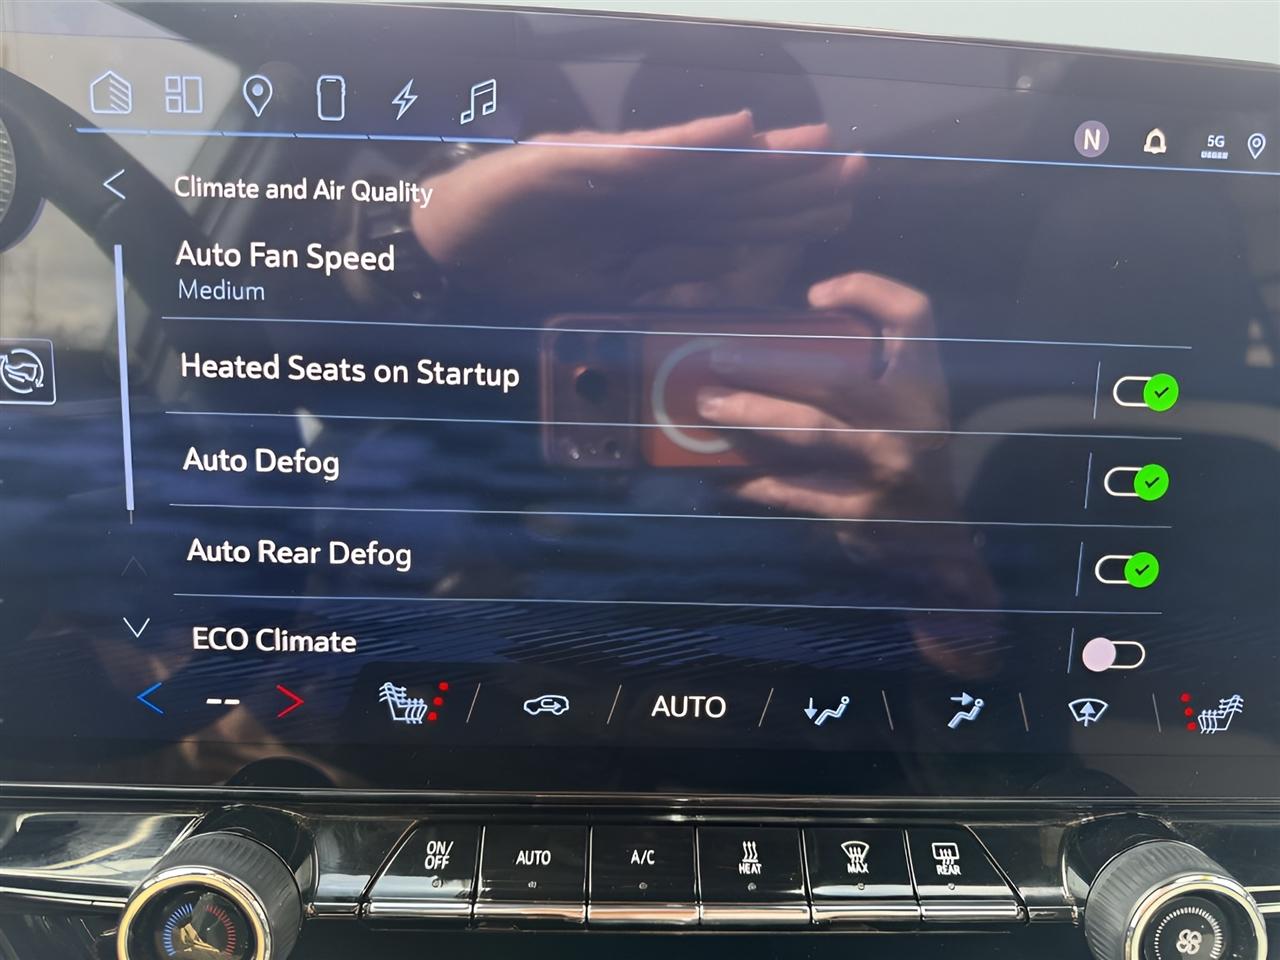 N
5G
Climate and Air Quality
Auto Fan Speed
Medium
Heated Seats on Startup
Auto Defog
Auto Rear Defog
ECO Climate
--
AUTO
ON/
OFF
AUTO
A/C
HEAT
MAX
REAR